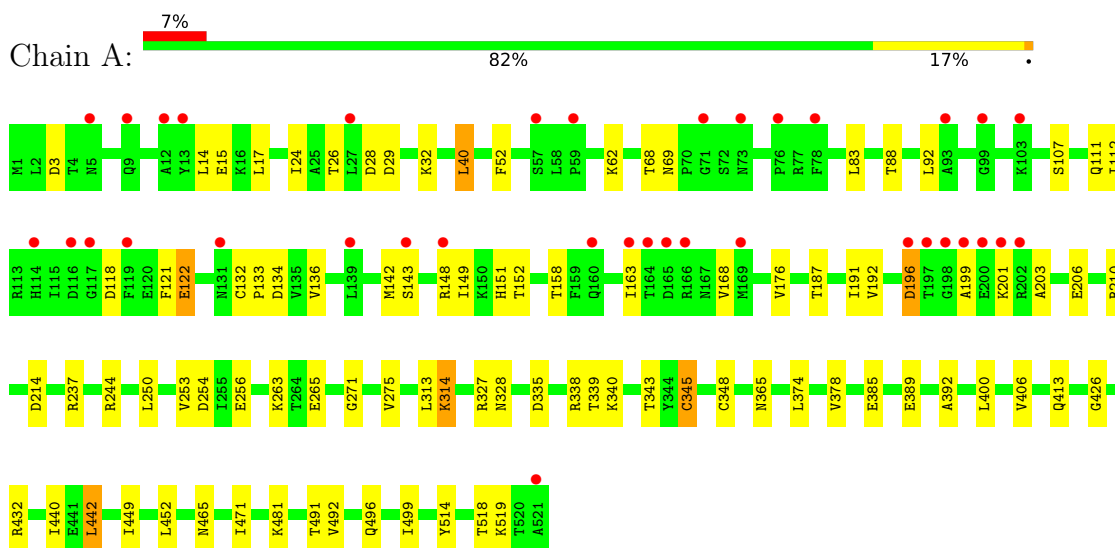 7%
Chain A:
82% 17% •
M1 L2 D3 T4 N5 Q9 A12 Y13 L14 E15 K16 L17 I24 A25 T26 L27 D28 D29 K32 L40 F52 S57 L58 P59 K62 T68 N69 P70 G71 S72 N73 P76 R77 F78 L83 T88 L92 A93 G99 K103 S107 Q111 I112
R113 H114 I115 D116 G117 D118 F119 E120 F121 E122 N131 C132 P133 D134 V135 V136 L139 M142 S143 R148 I149 K150 H151 T152 T158 F159 Q160 I163 T164 D165 R166 N167 V168 M169 V176 T187 I191 V192 D196 T197 G198 A199 E200 K201 R202 A203 E206
D214 R237 R244 L250 V253 D254 I255 E256 K263 T264 E265 G271 V275 L313 K314 R327 N328 D335 R338 T339 K340 T343 Y344 C345 C348 N365 L374 V378 E385 E389 A392 L400 V406 Q413 G426
R432 I440 E441 L442 I449 L452 N465 I471 K481 T491 V492 Q496 I499 Y514 T518 K519 T520 A521